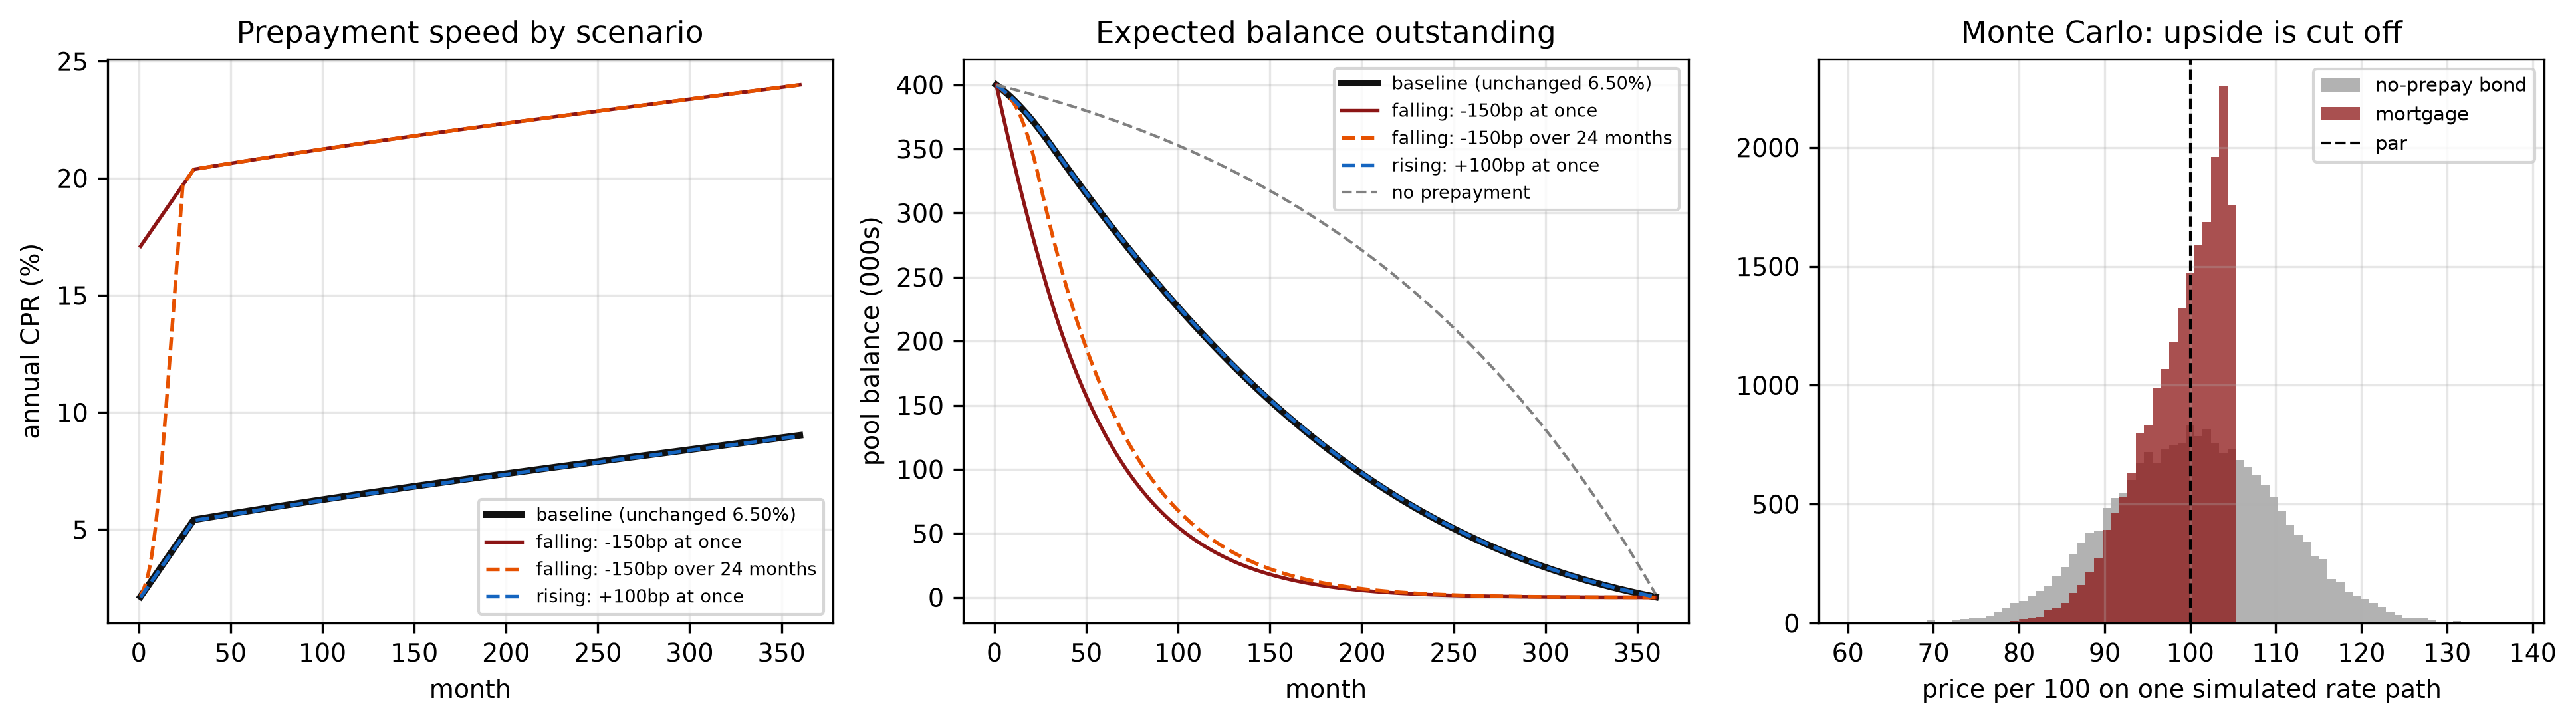 Prepayment speed by scenario
25
20
15
10
5
annual CPR (%)
0 50 100 150 200 250 300 350
month
baseline (unchanged 6.50%)
falling: -150bp at once
falling: -150bp over 24 months
rising: +100bp at once
Expected balance outstanding
400
350
300
250
200
150
100
50
0
pool balance (000s)
0 50 100 150 200 250 300 350
month
baseline (unchanged 6.50%)
falling: -150bp at once
falling: -150bp over 24 months
rising: +100bp at once
no prepayment
Monte Carlo: upside is cut off
2000
1500
1000
500
0
60 70 80 90 100 110 120 130 140
price per 100 on one simulated rate path
no-prepay bond
mortgage
par